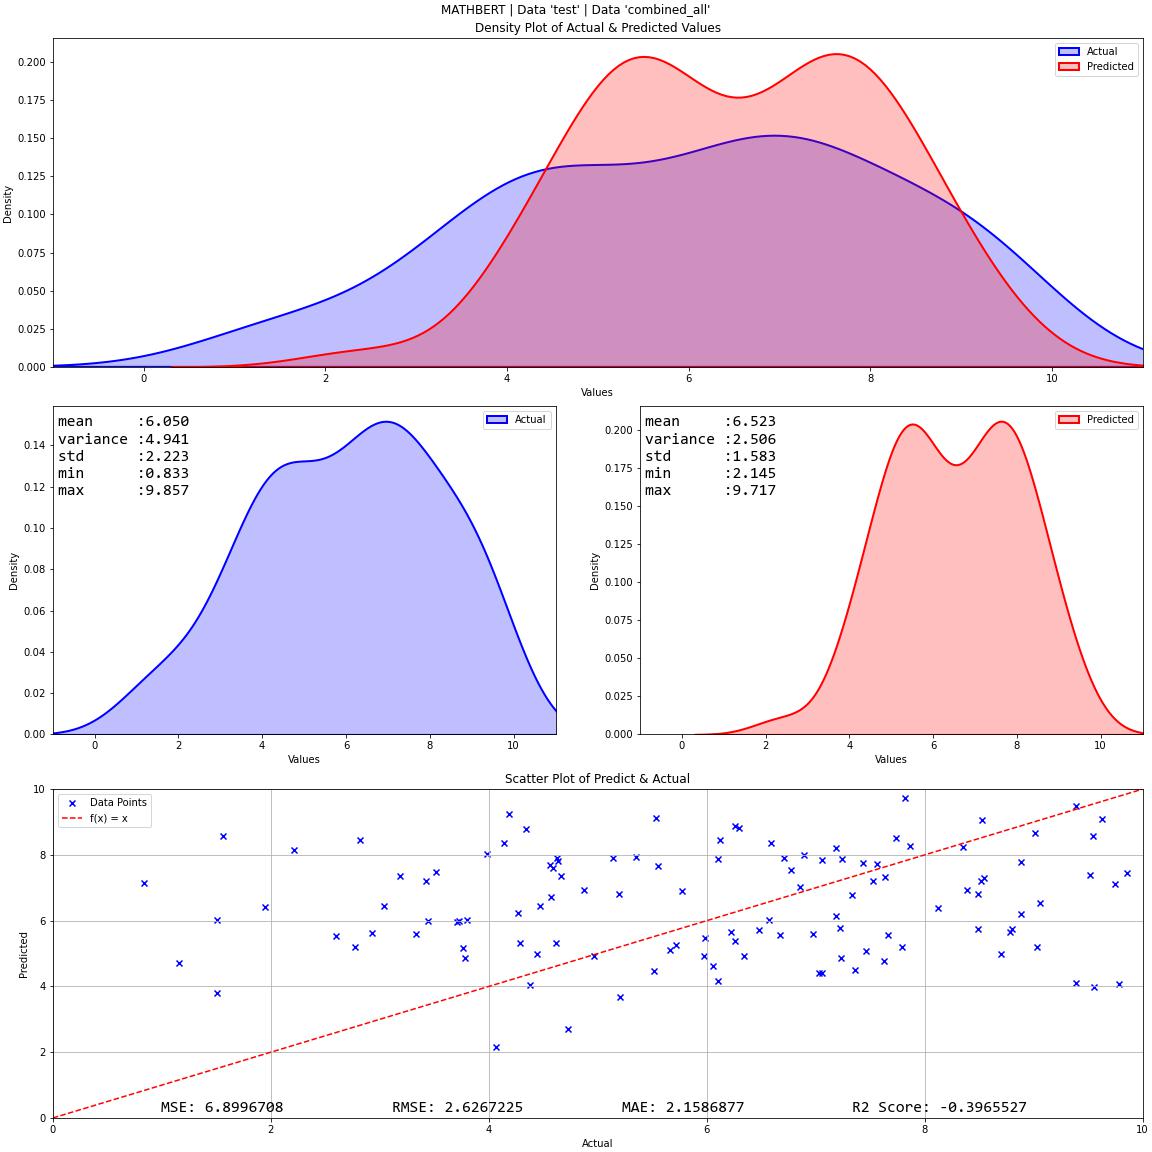 MATHBERT | Data 'test' | Data 'combined_all'
Density Plot of Actual & Predicted Values
Actual
Predicted
0.200
0.175
0.150
0.125
0.100
0.075
0.050
0.025
0.000
Density
0 2 4 6 8 10
Values
mean :6.050
variance :4.941
std :2.223
min :0.833
max :9.857
Actual
0.14
0.12
0.10
0.08
0.06
0.04
0.02
0.00
Density
0 2 4 6 8 10
Values
mean :6.523
variance :2.506
std :1.583
min :2.145
max :9.717
Predicted
0.200
0.175
0.150
0.125
0.100
0.075
0.050
0.025
0.000
Density
0 2 4 6 8 10
Values
Scatter Plot of Predict & Actual
Data Points
f(x) = x
10
8
6
4
2
0
Predicted
MSE: 6.8996708 RMSE: 2.6267225 MAE: 2.1586877 R2 Score: -0.3965527
0 2 4 6 8 10
Actual